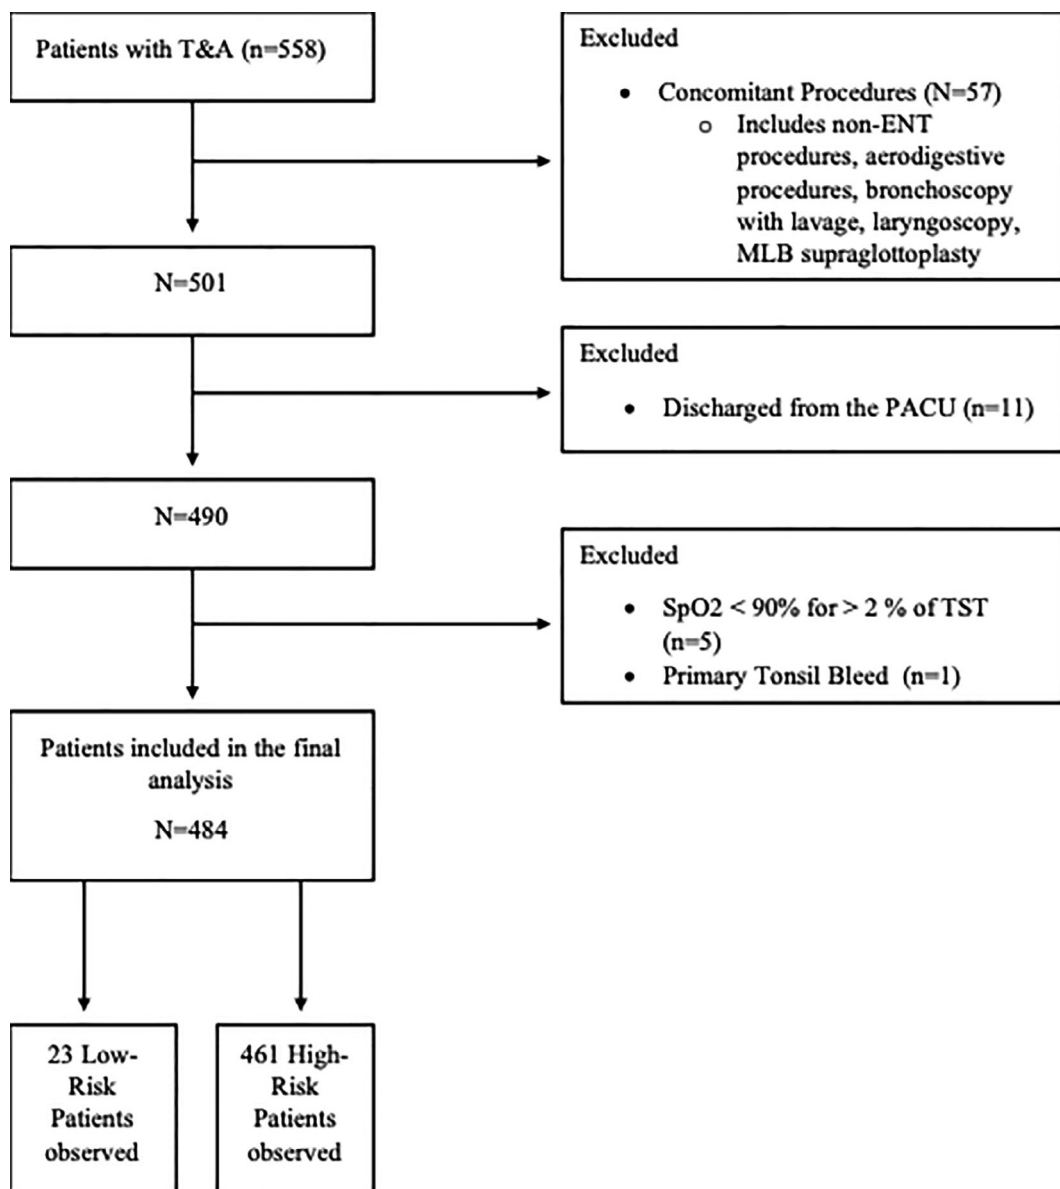 Patients with T&A (n=558)
Excluded
• Concomitant Procedures (N=57)
o Includes non-ENT
procedures, aerodigestive
procedures, bronchoscopy
with lavage, laryngoscopy,
MLB supraglottoplasty
N=501
Excluded
• Discharged from the PACU (n=11)
N=490
Excluded
• SpO2 < 90% for > 2 % of TST
(n=5)
• Primary Tonsil Bleed (n=1)
Patients included in the final
analysis
N=484
23 Low-
Risk
Patients
observed
461 High-
Risk
Patients
observed